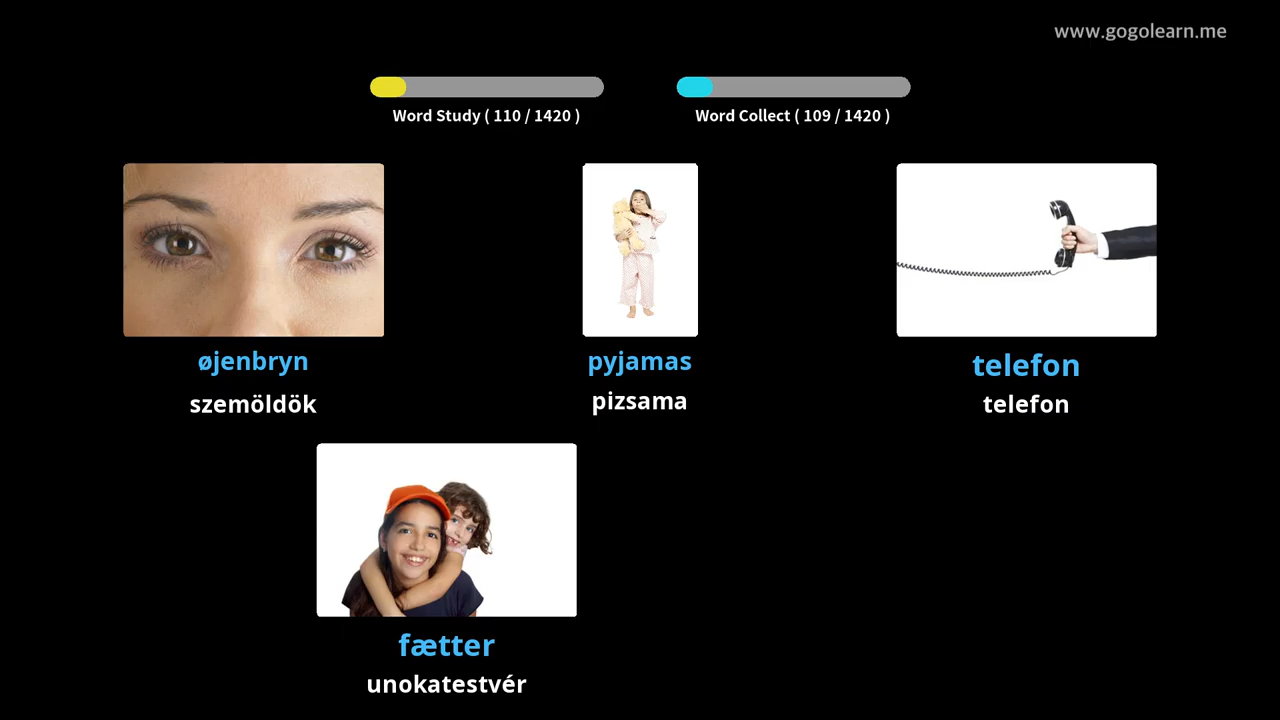 www.gogolearn.me
Word Study ( 110 / 1420 )
Word Collect ( 109 / 1420 )
øjenbryn
pyjamas
telefon
szemöldök
pizsama
telefon
fætter
unokatestvér